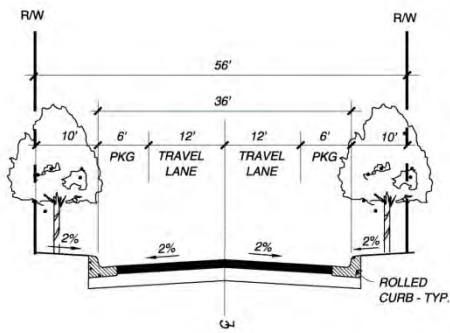 R/W
R/W
56'
36'
10' 6' 12' 12' 6' 10'
PKG TRAVEL LANE TRAVEL LANE PKG
2% 2% 2% 2%
ROLLED
CURB - TYP.
℄